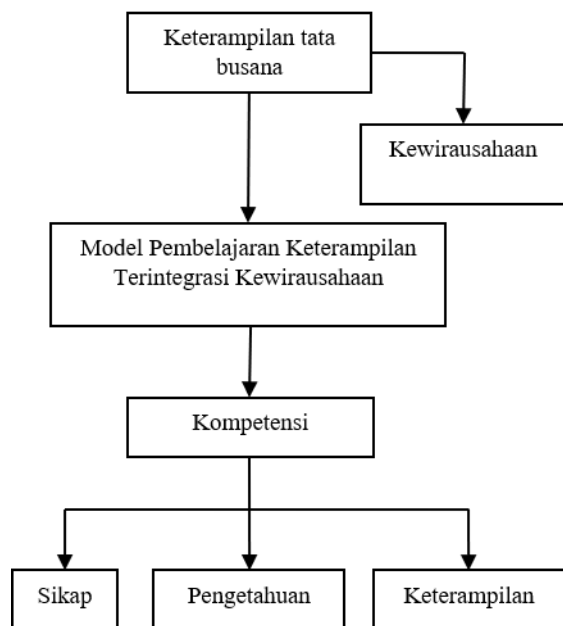 Keterampilan tata
busana
Kewirausahaan
Model Pembelajaran Keterampilan
Terintegrasi Kewirausahaan
Kompetensi
Sikap
Pengetahuan
Keterampilan